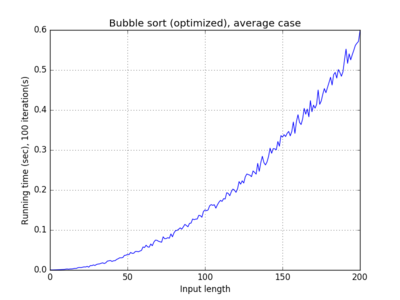 Bubble sort (optimized), average case
0.6
0.5
0.4
0.3
0.2
0.1
0.0
Running time (sec), 100 iteration(s)
0 50 100 150 200
Input length